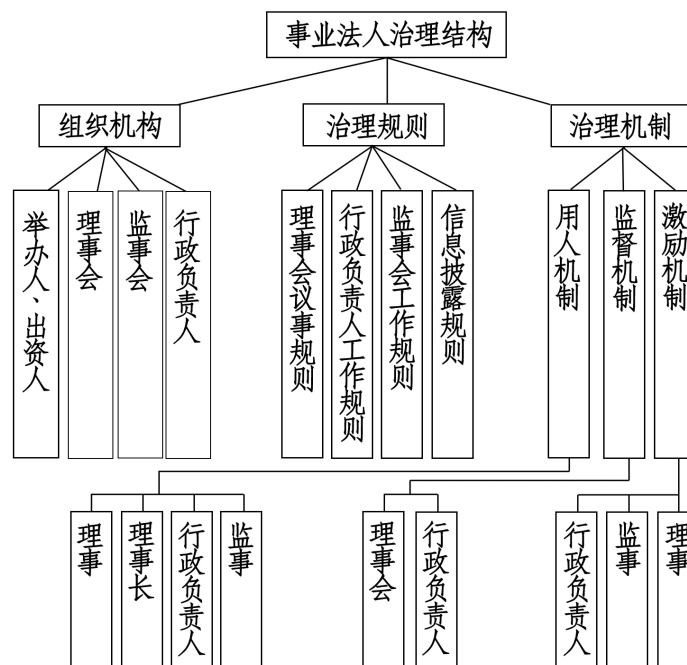 事业法人治理结构
组织机构
治理规则
治理机制
举办人、出资人
理事会
监事会
行政负责人
理事会议事规则
行政负责人工作规则
监事会工作规则
信息披露规则
用人机制
监督机制
激励机制
理事
理事长
行政负责人
监事
理事会
行政负责人
行政负责人
监事
理事